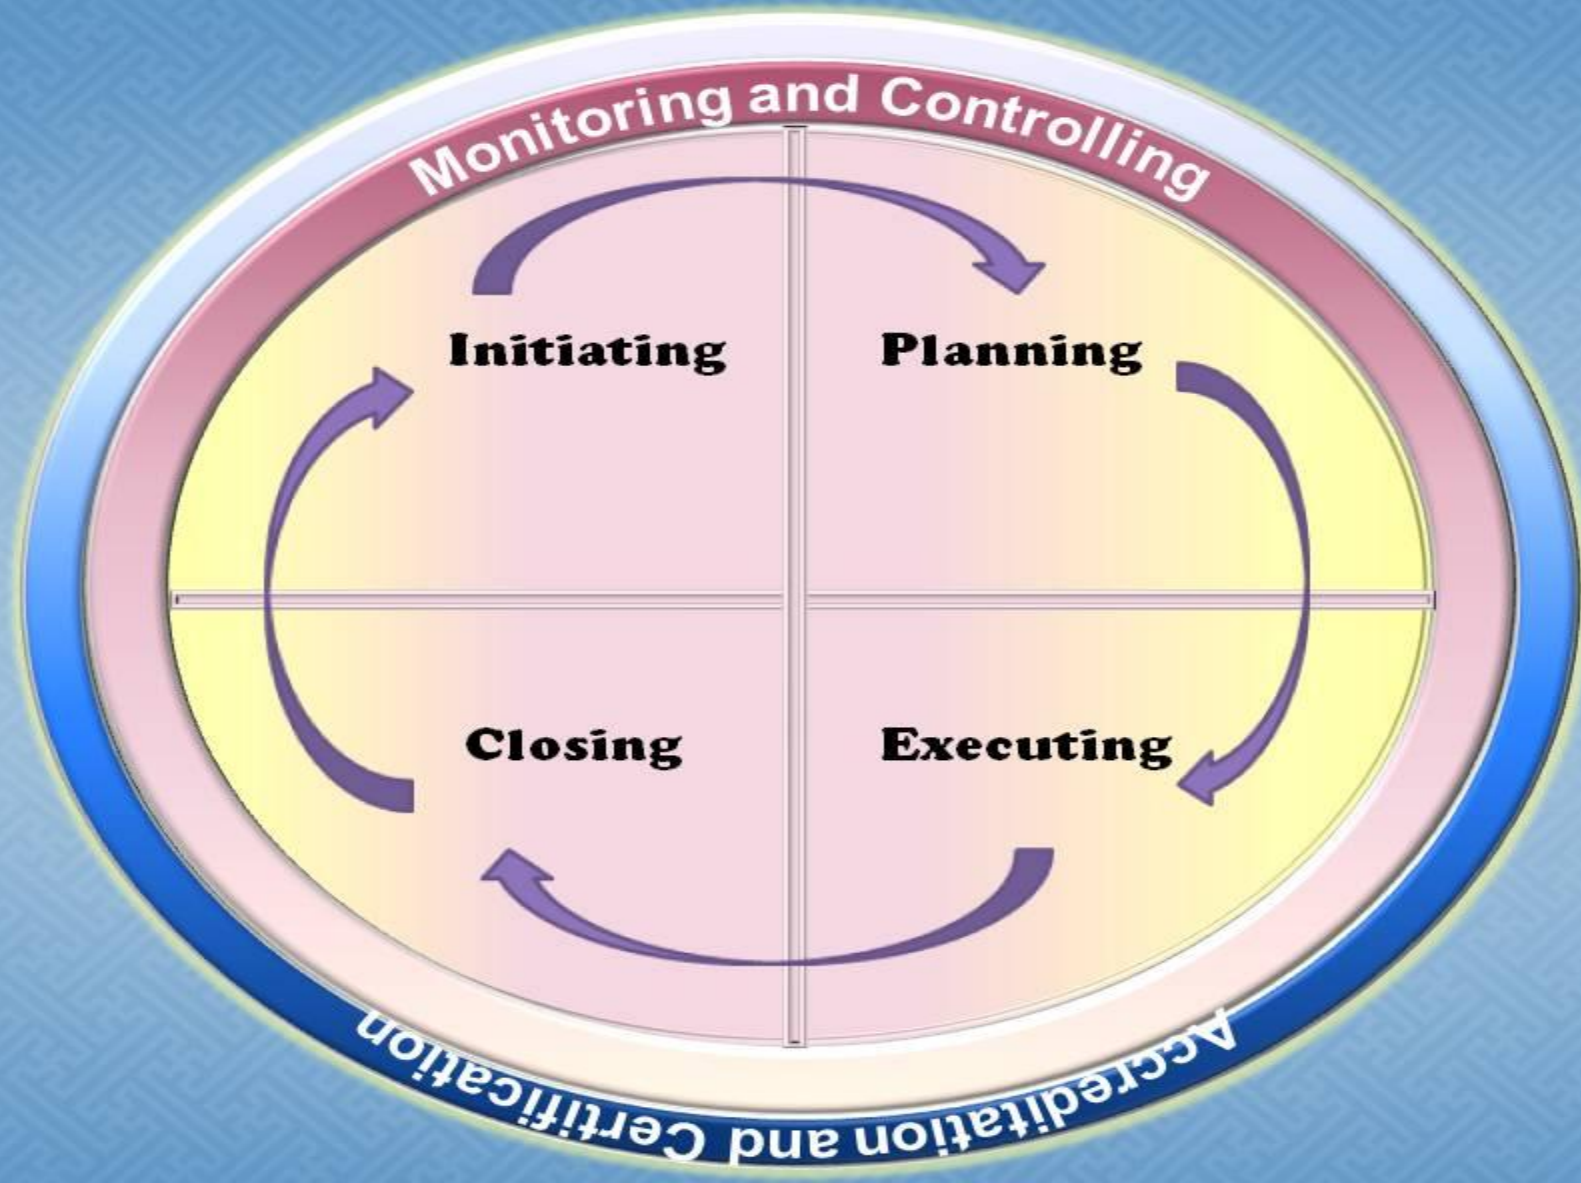 Monitoring and Controlling
Initiating
Planning
Closing
Executing
Accreditation and Certification